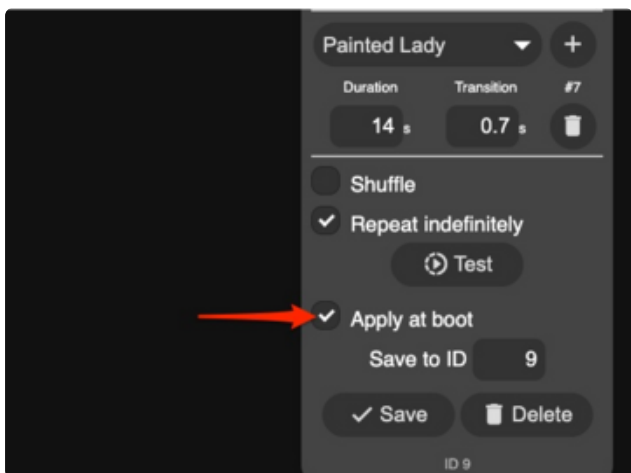 Painted Lady
Duration Transition #7
14 s 0.7 s
Shuffle
Repeat indefinitely
Test
Apply at boot
Save to ID 9
Save Delete
ID 9